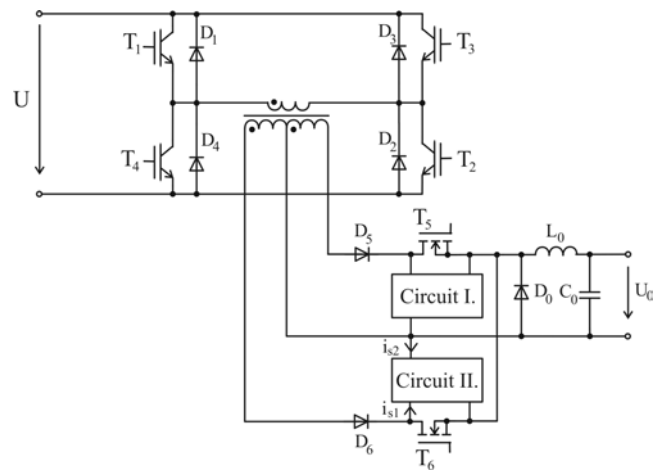 T1
D1
D3
T3
U
T4
D4
D2
T2
D5
T5
L0
Circuit I.
D0
C0
U0
is2
Circuit II.
is1
D6
T6